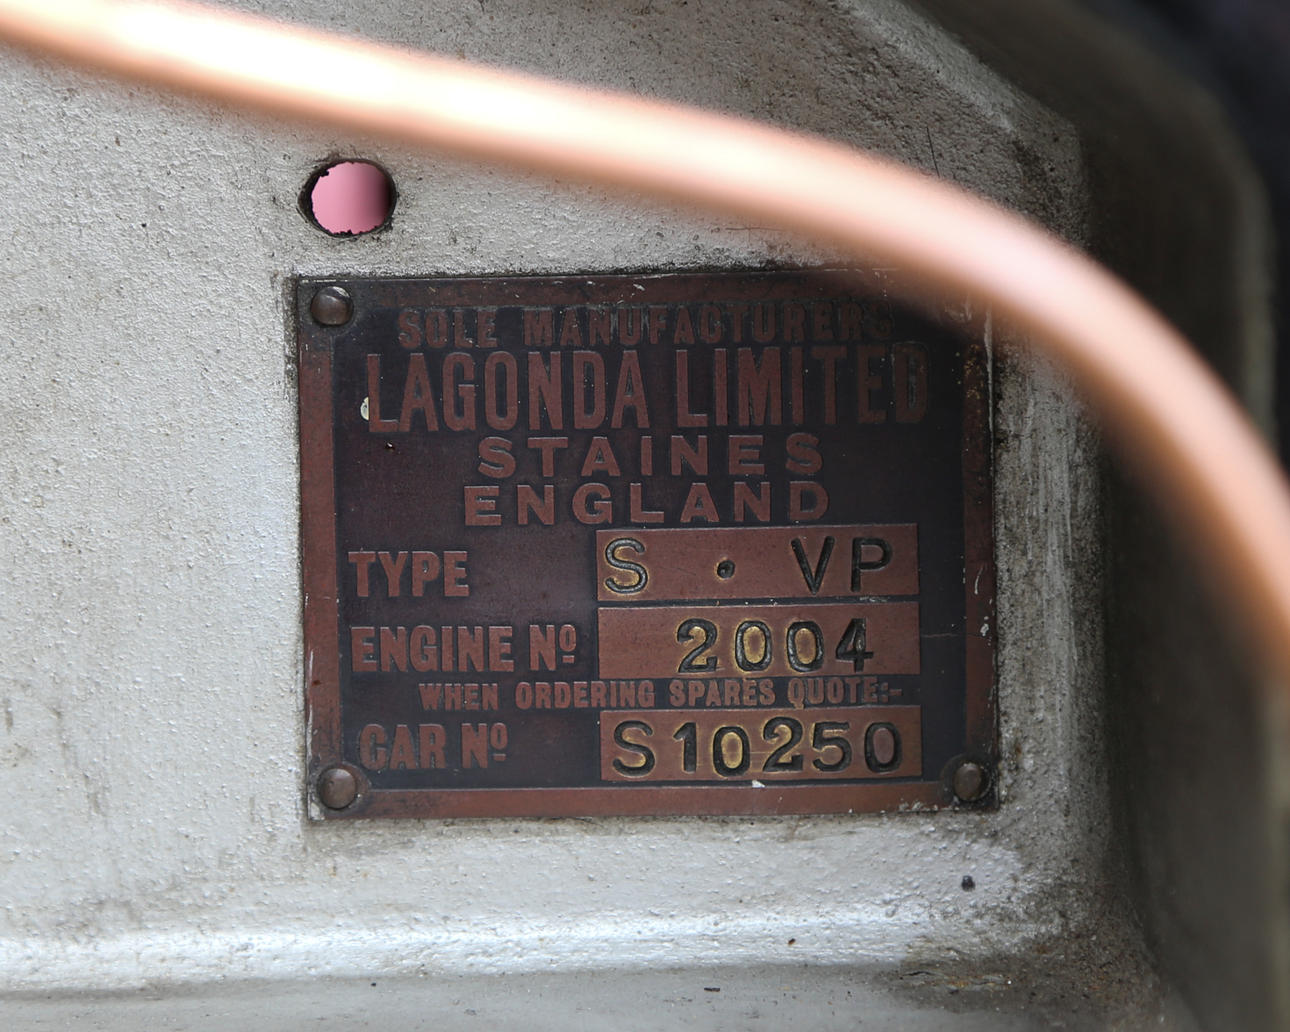 SOLE MANUFACTURERS
LAGONDA LIMITED
STAINES
ENGLAND
TYPE S · VP
ENGINE Nº 2004
WHEN ORDERING SPARES QUOTE:-
CAR Nº S10250